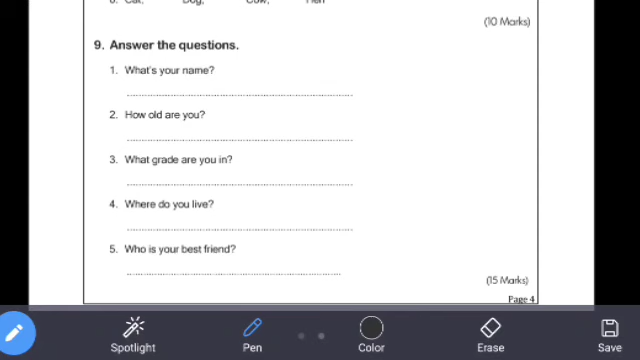 (10 Marks)
9. Answer the questions.
1. What's your name?
2. How old are you?
3. What grade are you in?
4. Where do you live?
5. Who is your best friend?
(15 Marks)
Page 4
Spotlight
Pen
Color
Erase
Save